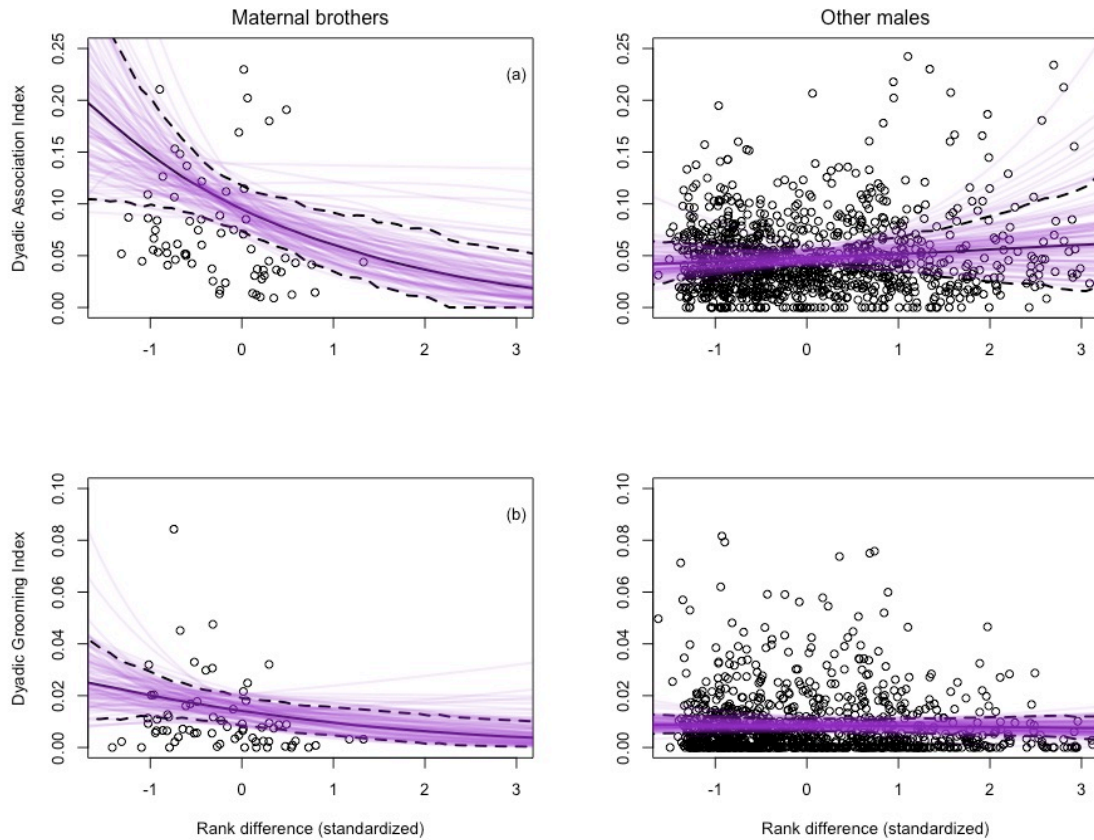 Maternal brothers
Other males
Dyadic Association Index
0.00 0.05 0.10 0.15 0.20 0.25
(a)
-1 0 1 2 3
0.00 0.05 0.10 0.15 0.20 0.25
-1 0 1 2 3
Dyadic Grooming Index
0.00 0.02 0.04 0.06 0.08 0.10
(b)
-1 0 1 2 3
Rank difference (standardized)
0.00 0.02 0.04 0.06 0.08 0.10
-1 0 1 2 3
Rank difference (standardized)